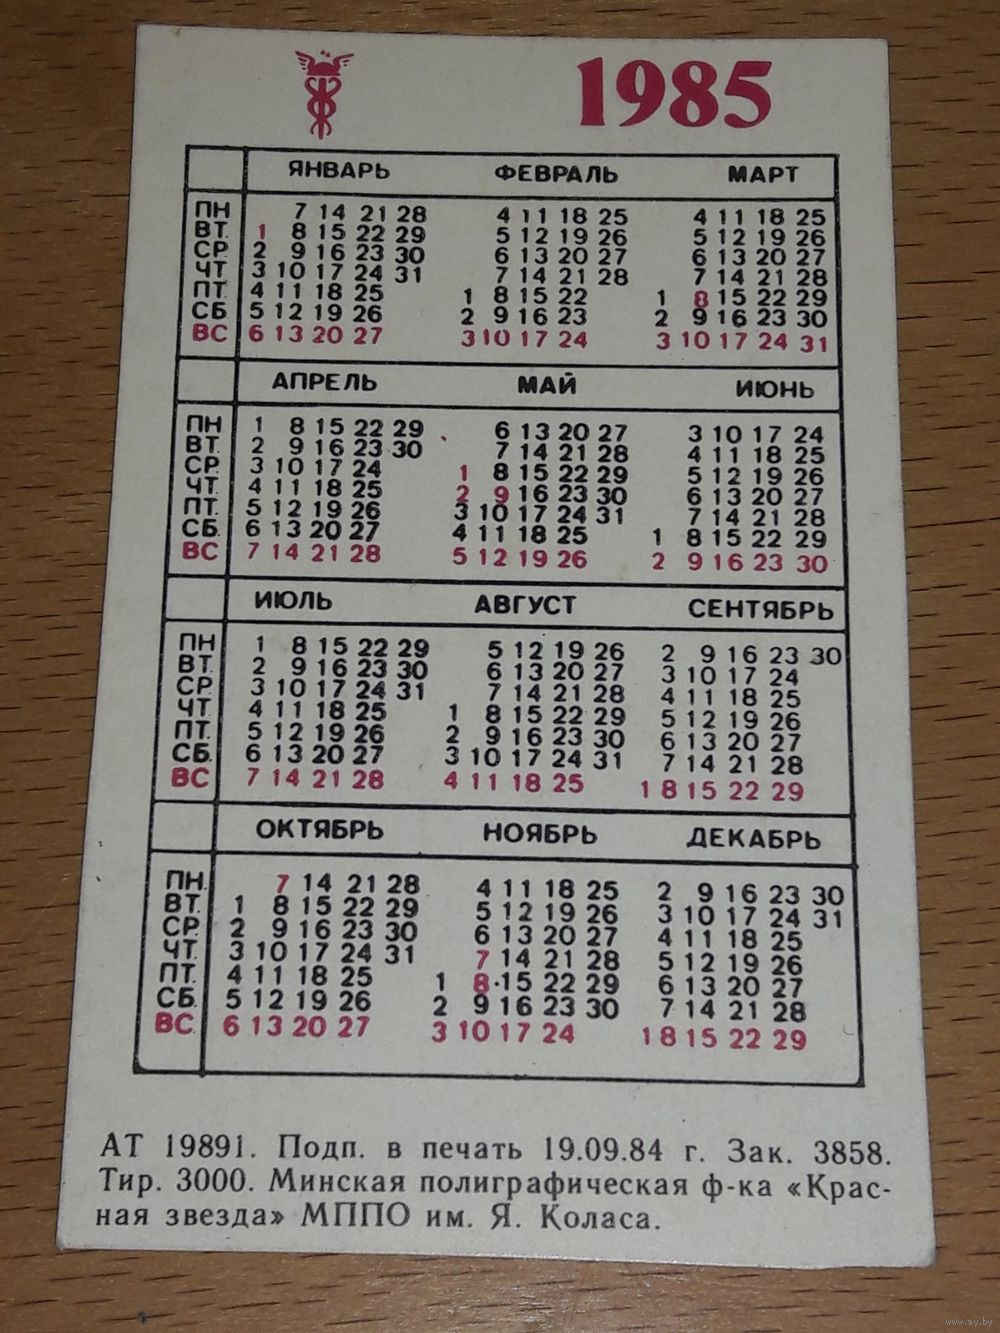 1985
ЯНВАРЬ ФЕВРАЛЬ МАРТ
ПН 7 14 21 28 4 11 18 25 4 11 18 25
ВТ. 1 8 15 22 29 5 12 19 26 5 12 19 26
СР. 2 9 16 23 30 6 13 20 27 6 13 20 27
ЧТ 3 10 17 24 31 7 14 21 28 7 14 21 28
ПТ. 4 11 18 25 1 8 15 22 1 8 15 22 29
СБ. 5 12 19 26 2 9 16 23 2 9 16 23 30
ВС 6 13 20 27 3 10 17 24 3 10 17 24 31
АПРЕЛЬ МАЙ ИЮНЬ
ПН 1 8 15 22 29 6 13 20 27 3 10 17 24
ВТ. 2 9 16 23 30 7 14 21 28 4 11 18 25
СР. 3 10 17 24 1 8 15 22 29 5 12 19 26
ЧТ. 4 11 18 25 2 9 16 23 30 6 13 20 27
ПТ. 5 12 19 26 3 10 17 24 31 7 14 21 28
СБ. 6 13 20 27 4 11 18 25 1 8 15 22 29
ВС 7 14 21 28 5 12 19 26 2 9 16 23 30
ИЮЛЬ АВГУСТ СЕНТЯБРЬ
ПН 1 8 15 22 29 5 12 19 26 2 9 16 23 30
ВТ. 2 9 16 23 30 6 13 20 27 3 10 17 24
СР. 3 10 17 24 31 7 14 21 28 4 11 18 25
ЧТ 4 11 18 25 1 8 15 22 29 5 12 19 26
ПТ. 5 12 19 26 2 9 16 23 30 6 13 20 27
СБ. 6 13 20 27 3 10 17 24 31 7 14 21 28
ВС 7 14 21 28 4 11 18 25 1 8 15 22 29
ОКТЯБРЬ НОЯБРЬ ДЕКАБРЬ
ПН. 7 14 21 28 4 11 18 25 2 9 16 23 30
ВТ. 1 8 15 22 29 5 12 19 26 3 10 17 24 31
СР. 2 9 16 23 30 6 13 20 27 4 11 18 25
ЧТ. 3 10 17 24 31 7 14 21 28 5 12 19 26
ПТ. 4 11 18 25 1 8 15 22 29 6 13 20 27
СБ. 5 12 19 26 2 9 16 23 30 7 14 21 28
ВС 6 13 20 27 3 10 17 24 1 8 15 22 29
АТ 19891. Подп. в печать 19.09.84 г. Зак. 3858.
Тир. 3000. Минская полиграфическая ф-ка «Крас-
ная звезда» МППО им. Я. Коласа.
www.ay.by